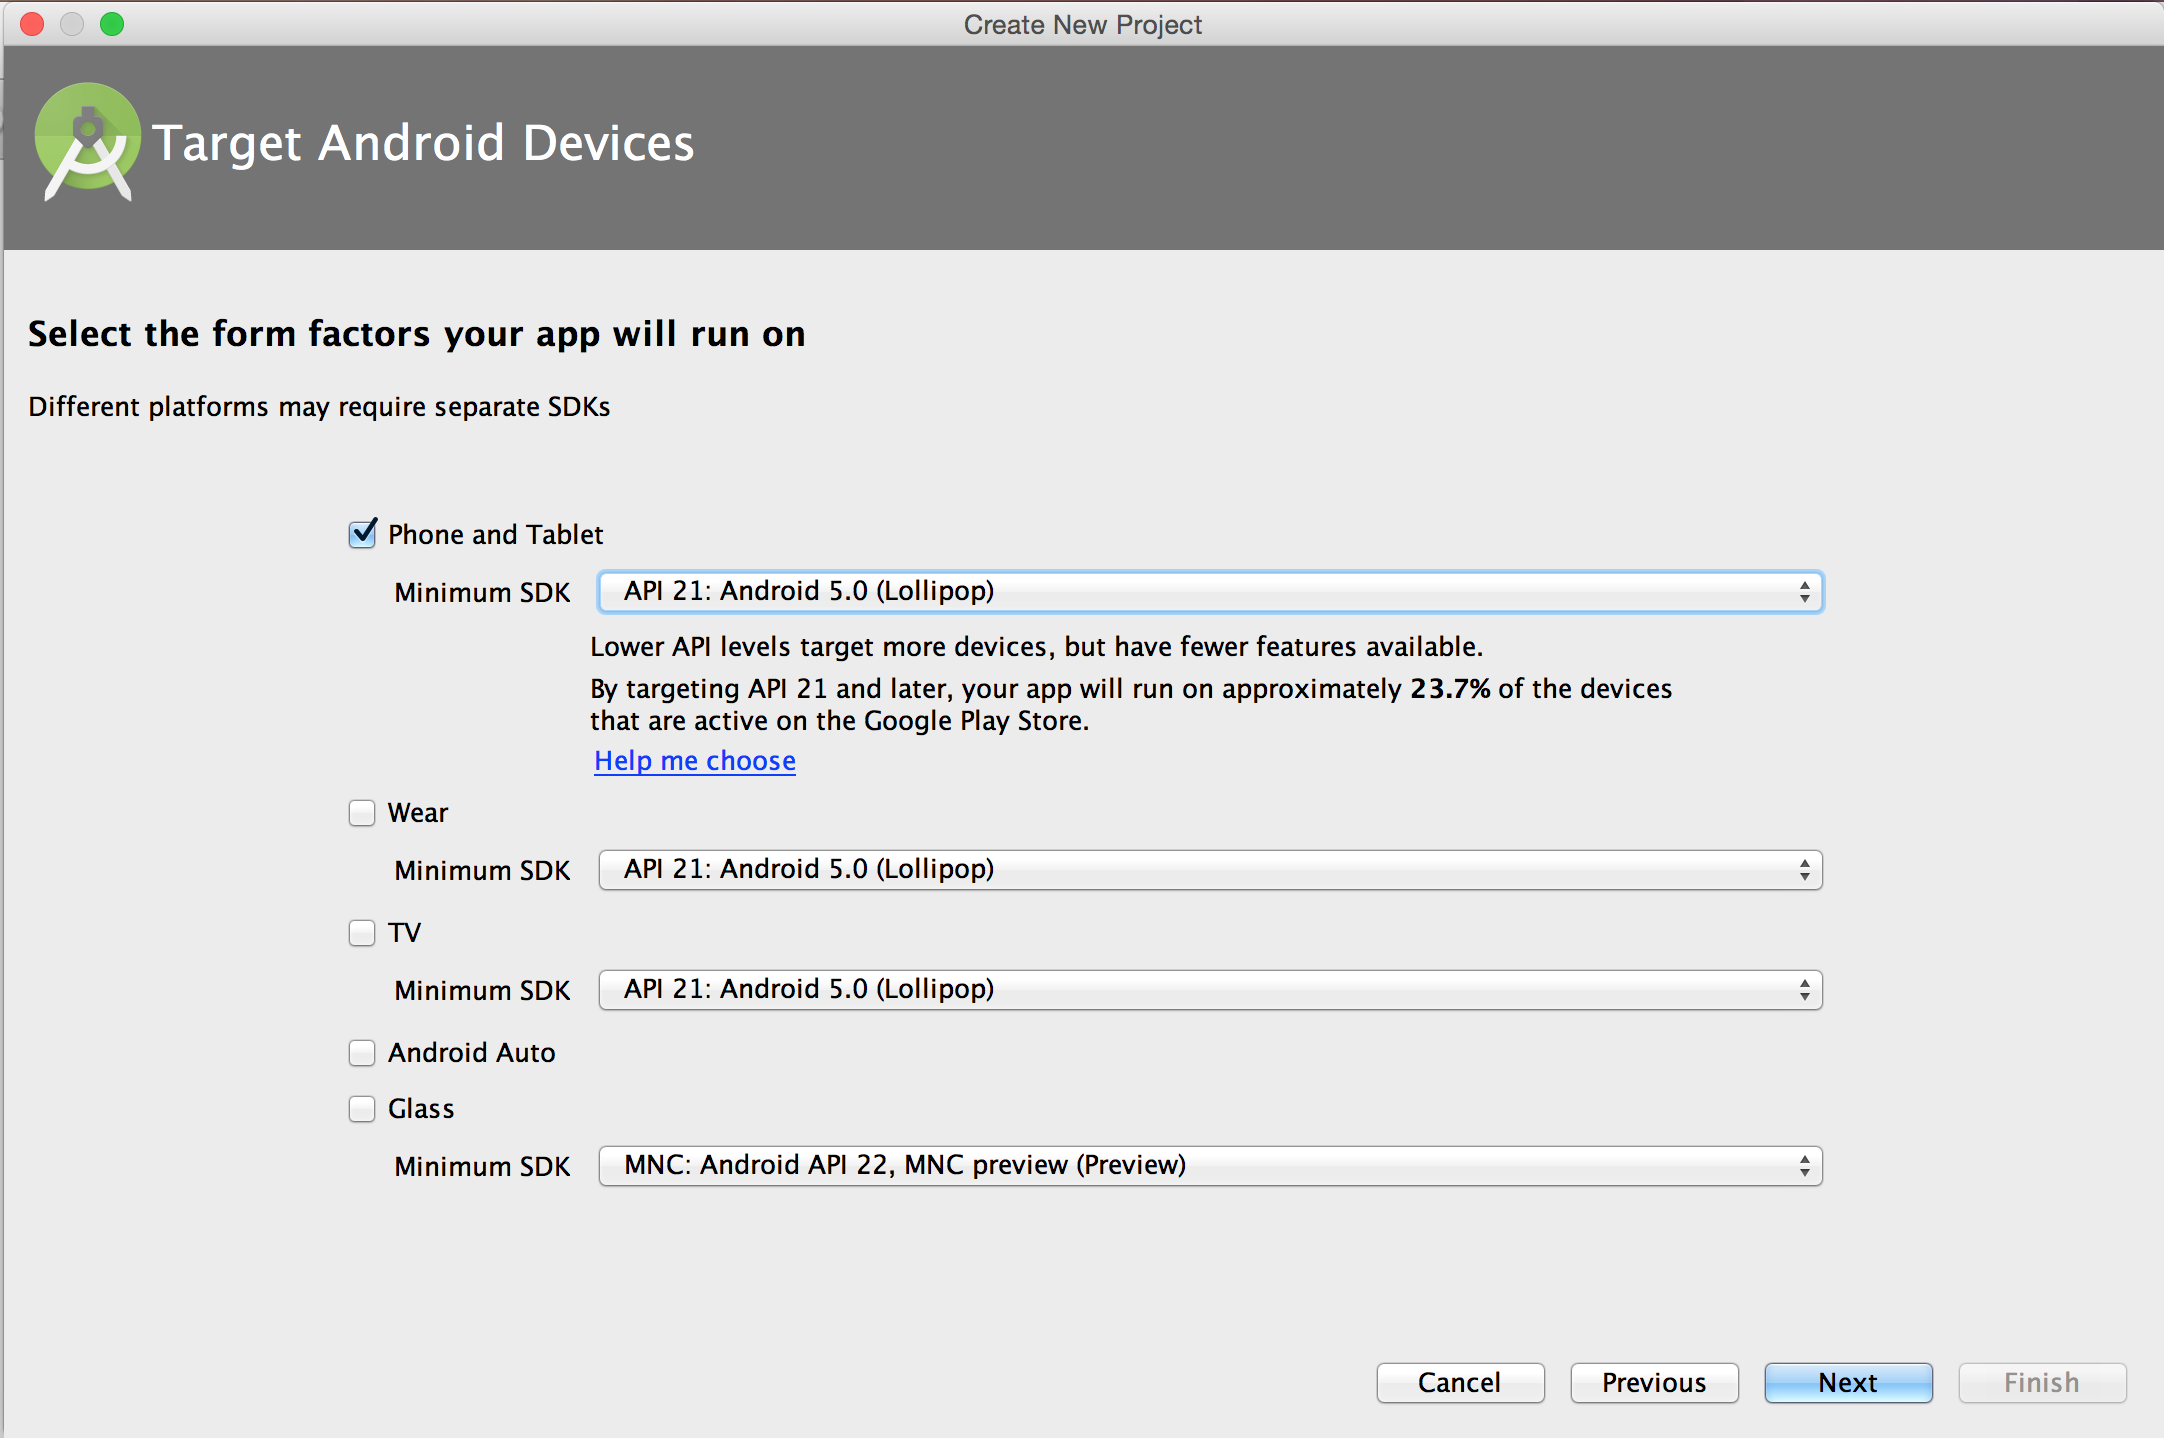 Create New Project
Target Android Devices
Select the form factors your app will run on
Different platforms may require separate SDKs
Phone and Tablet
Minimum SDK API 21: Android 5.0 (Lollipop)
Lower API levels target more devices, but have fewer features available.
By targeting API 21 and later, your app will run on approximately 23.7% of the devices
that are active on the Google Play Store.
Help me choose
Wear
Minimum SDK API 21: Android 5.0 (Lollipop)
TV
Minimum SDK API 21: Android 5.0 (Lollipop)
Android Auto
Glass
Minimum SDK MNC: Android API 22, MNC preview (Preview)
Cancel Previous Next Finish